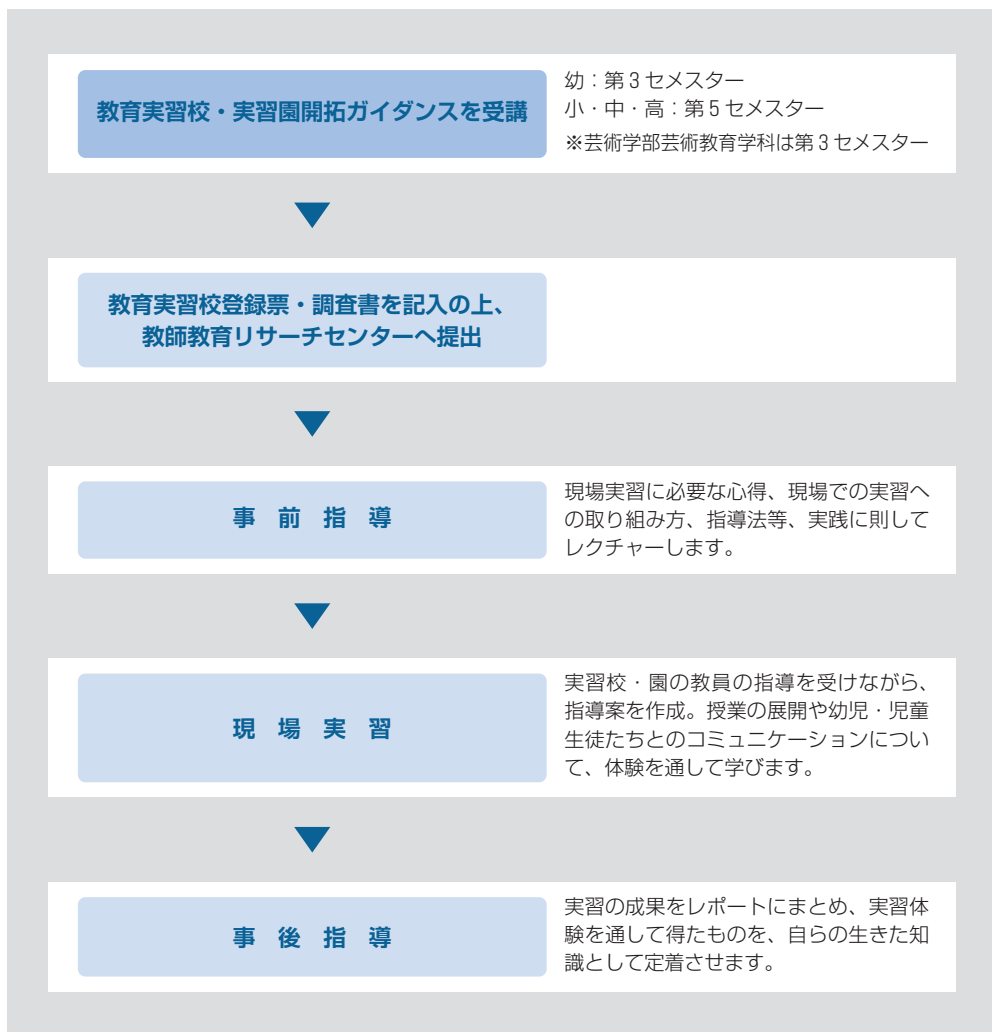 教育実習校・実習園開拓ガイダンスを受講
幼：第3セメスター
小・中・高：第5セメスター
※芸術学部芸術教育学科は第3セメスター
教育実習校登録票・調査書を記入の上、
教師教育リサーチセンターへ提出
事前指導
現場実習に必要な心得、現場での実習へ
の取り組み方、指導法等、実践に則して
レクチャーします。
現場実習
実習校・園の教員の指導を受けながら、
指導案を作成。授業の展開や幼児・児童
生徒たちとのコミュニケーションについ
て、体験を通して学びます。
事後指導
実習の成果をレポートにまとめ、実習体
験を通して得たものを、自らの生きた知
識として定着させます。